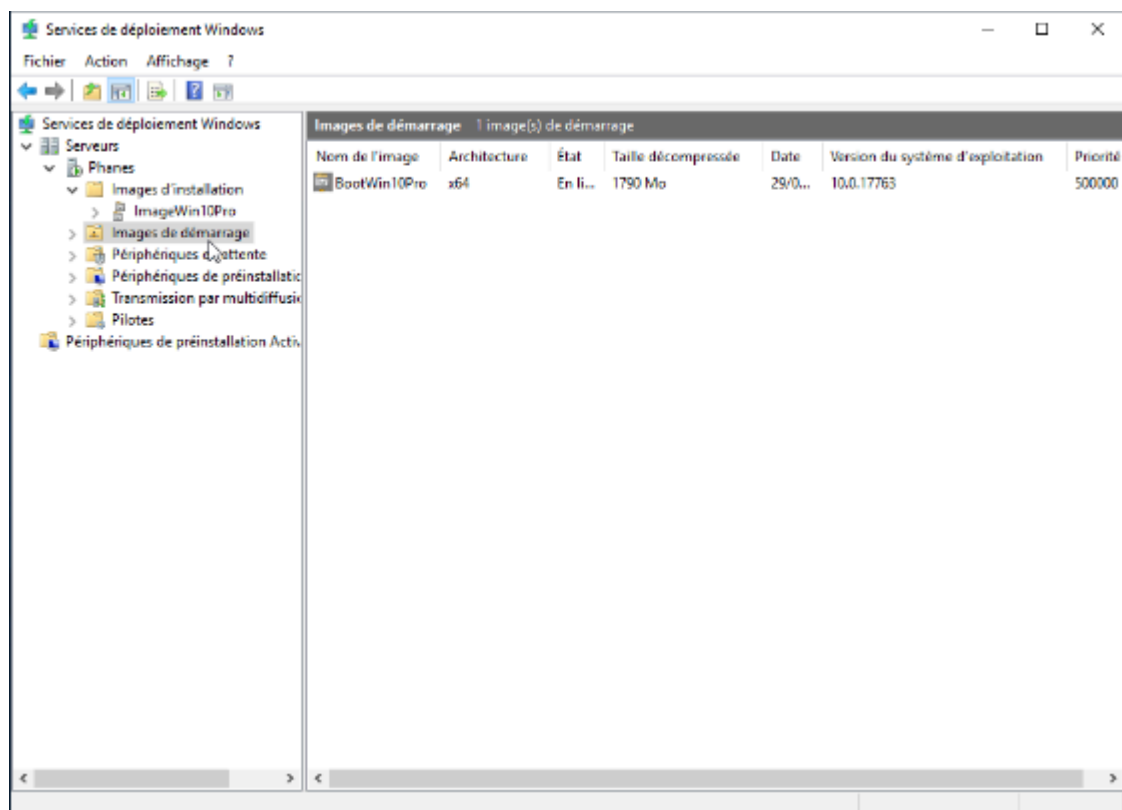 Services de déploiement Windows
Fichier Action Affichage ?
Services de déploiement Windows
Serveurs
Phanes
Images d'installation
ImageWin10Pro
Images de démarrage
Périphériques d'attente
Périphériques de préinstallatic
Transmission par multidiffusi
Pilotes
Périphériques de préinstallation Activ
Images de démarrage 1 image(s) de démarrage
Nom de l'image Architecture État Taille décompressée Date Version du système d'exploitation Priorité
BootWin10Pro x64 En li... 1790 Mo 29/0... 10.0.17763 500000